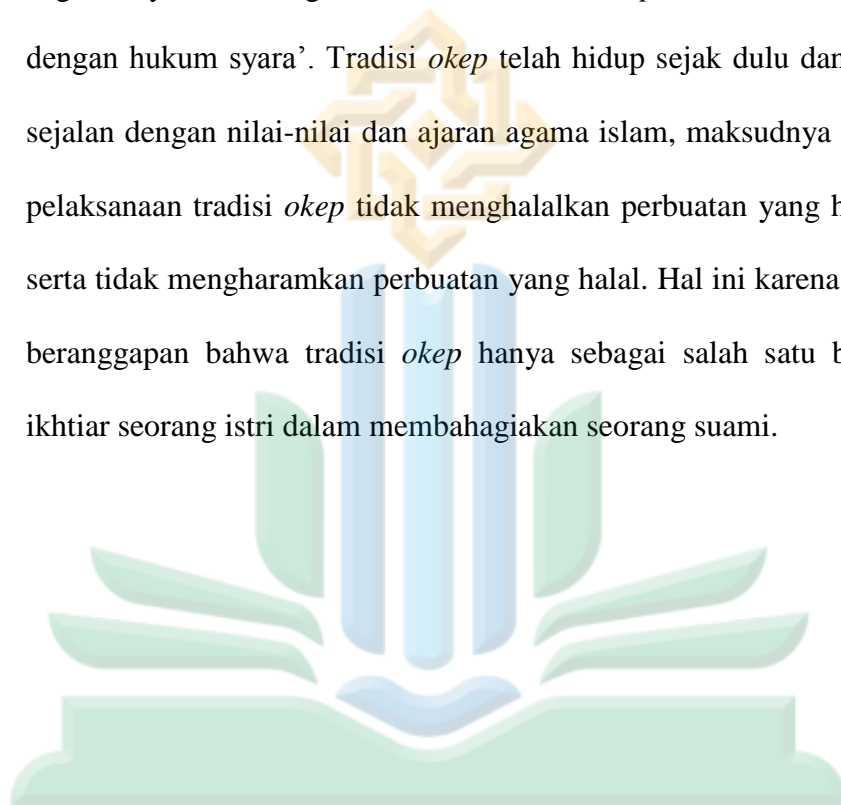 dengan hukum syara’. Tradisi okep telah hidup sejak dulu dan
sejalan dengan nilai-nilai dan ajaran agama islam, maksudnya
pelaksanaan tradisi okep tidak menghalalkan perbuatan yang
serta tidak mengharamkan perbuatan yang halal. Hal ini karena
beranggapan bahwa tradisi okep hanya sebagai salah satu
ikhtiar seorang istri dalam membahagiakan seorang suami.